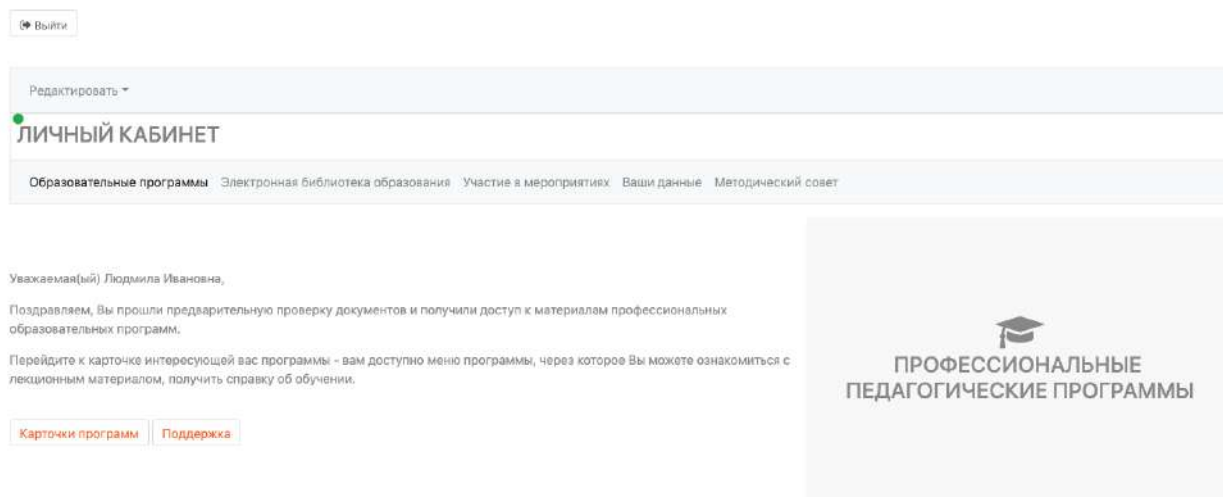 Выйти
Редактировать
ЛИЧНЫЙ КАБИНЕТ
Образовательные программы Электронная библиотека образования Участие в мероприятиях Ваши данные Методический совет
Уважаемая(ый) Людмила Ивановна,
Поздравляем, Вы прошли предварительную проверку документов и получили доступ к материалам профессиональных
образовательных программ.
Перейдите к карточке интересующей вас программы - вам доступно меню программы, через которое Вы можете ознакомиться с
лекционным материалом, получить справку об обучении.
Карточки программ Поддержка
ПРОФЕССИОНАЛЬНЫЕ
ПЕДАГОГИЧЕСКИЕ ПРОГРАММЫ